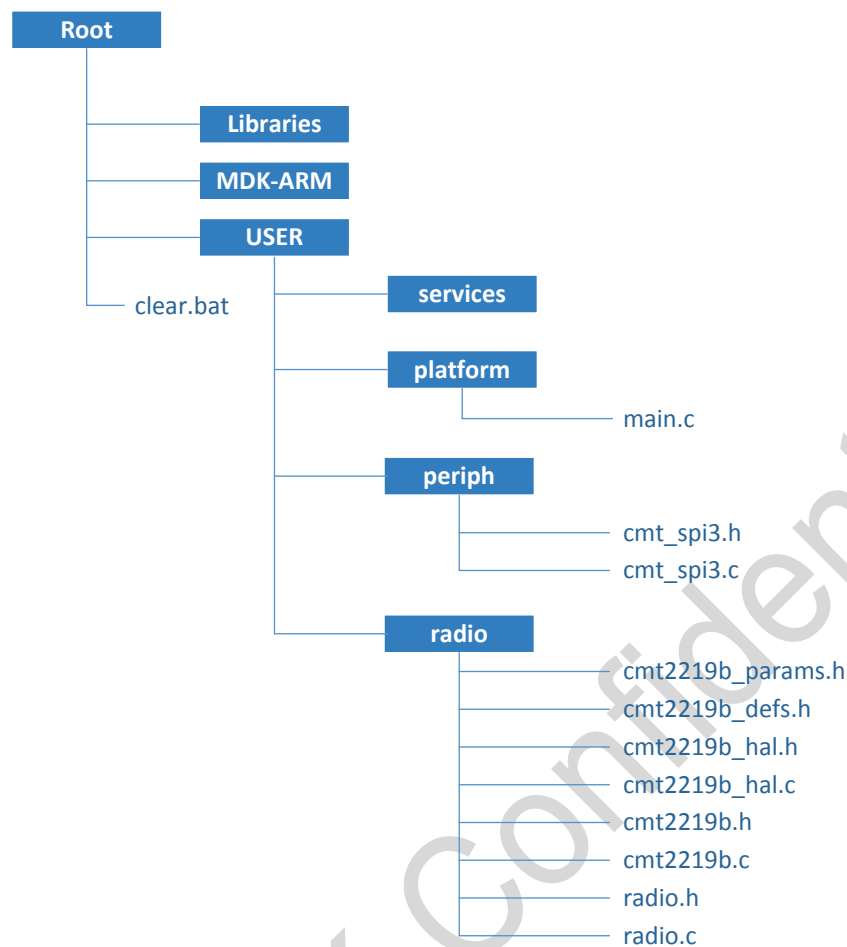 Root
Libraries
MDK-ARM
USER
clear.bat
services
platform
main.c
periph
cmt_spi3.h
cmt_spi3.c
radio
cmt2219b_params.h
cmt2219b_defs.h
cmt2219b_hal.h
cmt2219b_hal.c
cmt2219b.h
cmt2219b.c
radio.h
radio.c